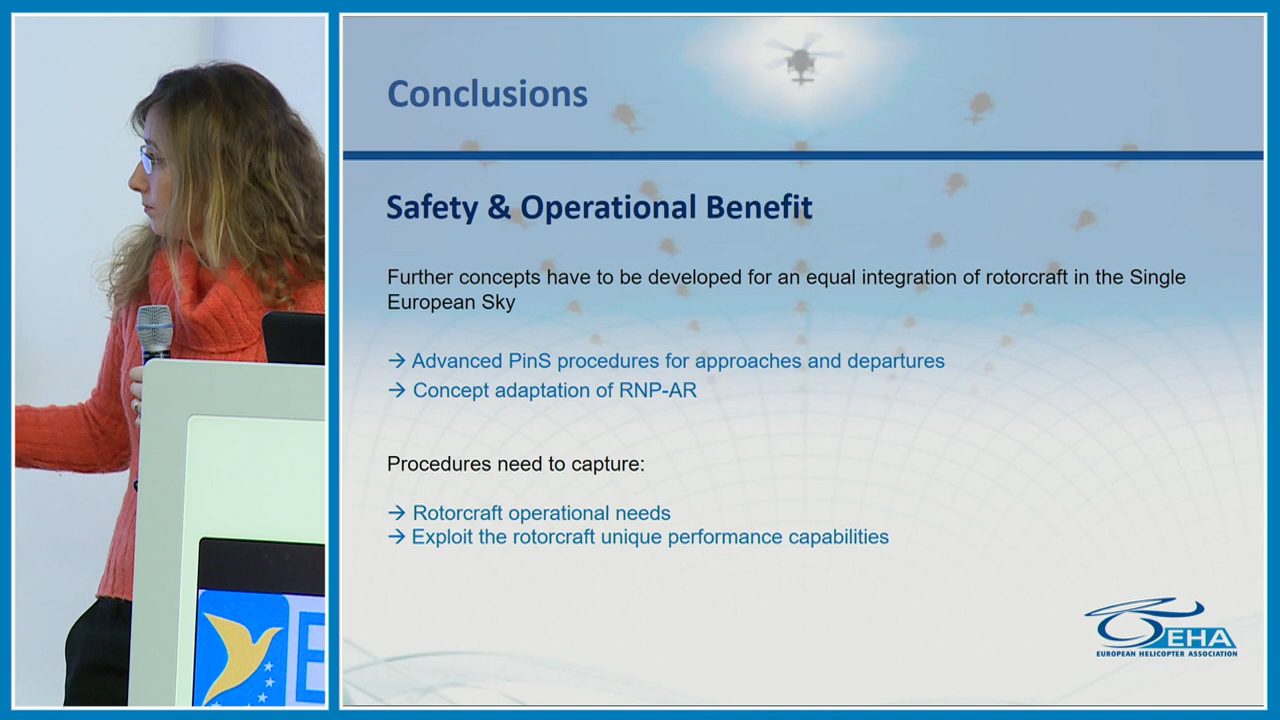 Conclusions
Safety & Operational Benefit
Further concepts have to be developed for an equal integration of rotorcraft in the Single
European Sky
→ Advanced PinS procedures for approaches and departures
→ Concept adaptation of RNP-AR
Procedures need to capture:
→ Rotorcraft operational needs
→ Exploit the rotorcraft unique performance capabilities
EHA
EUROPEAN HELICOPTER ASSOCIATION